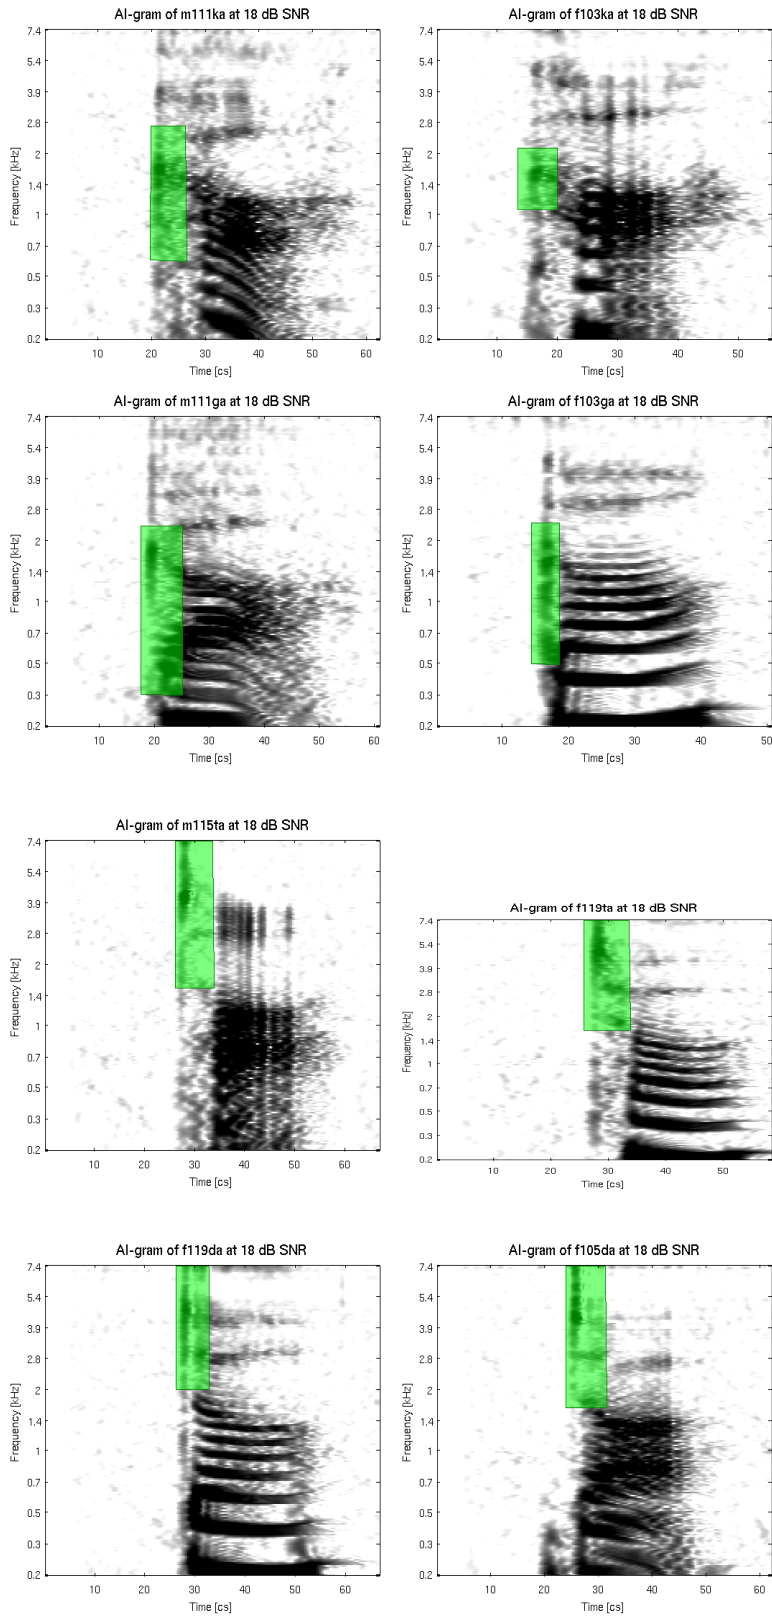 AI-gram of m111ka at 18 dB SNR
7.4
5.4
3.9
2.8
2
1.4
1
0.7
0.5
0.3
0.2
Frequency [kHz]
10 20 30 40 50 60
Time [cs]
AI-gram of f103ka at 18 dB SNR
7.4
5.4
3.9
2.8
2
1.4
1
0.7
0.5
0.3
0.2
Frequency [kHz]
10 20 30 40 50
Time [cs]
AI-gram of m111ga at 18 dB SNR
7.4
5.4
3.9
2.8
2
1.4
1
0.7
0.5
0.3
0.2
Frequency [kHz]
10 20 30 40 50 60
Time [cs]
AI-gram of f103ga at 18 dB SNR
7.4
5.4
3.9
2.8
2
1.4
1
0.7
0.5
0.3
0.2
Frequency [kHz]
10 20 30 40 50
Time [cs]
AI-gram of m115ta at 18 dB SNR
7.4
5.4
3.9
2.8
2
1.4
1
0.7
0.5
0.3
0.2
Frequency [kHz]
10 20 30 40 50 60
Time [cs]
AI-gram of f119ta at 18 dB SNR
7.4
5.4
3.9
2.8
2
1.4
1
0.7
0.5
0.3
0.2
Frequency [kHz]
10 20 30 40 50
Time [cs]
AI-gram of f119da at 18 dB SNR
7.4
5.4
3.9
2.8
2
1.4
1
0.7
0.5
0.3
0.2
Frequency [kHz]
10 20 30 40 50 60
Time [cs]
AI-gram of f105da at 18 dB SNR
7.4
5.4
3.9
2.8
2
1.4
1
0.7
0.5
0.3
0.2
Frequency [kHz]
10 20 30 40 50 60
Time [cs]